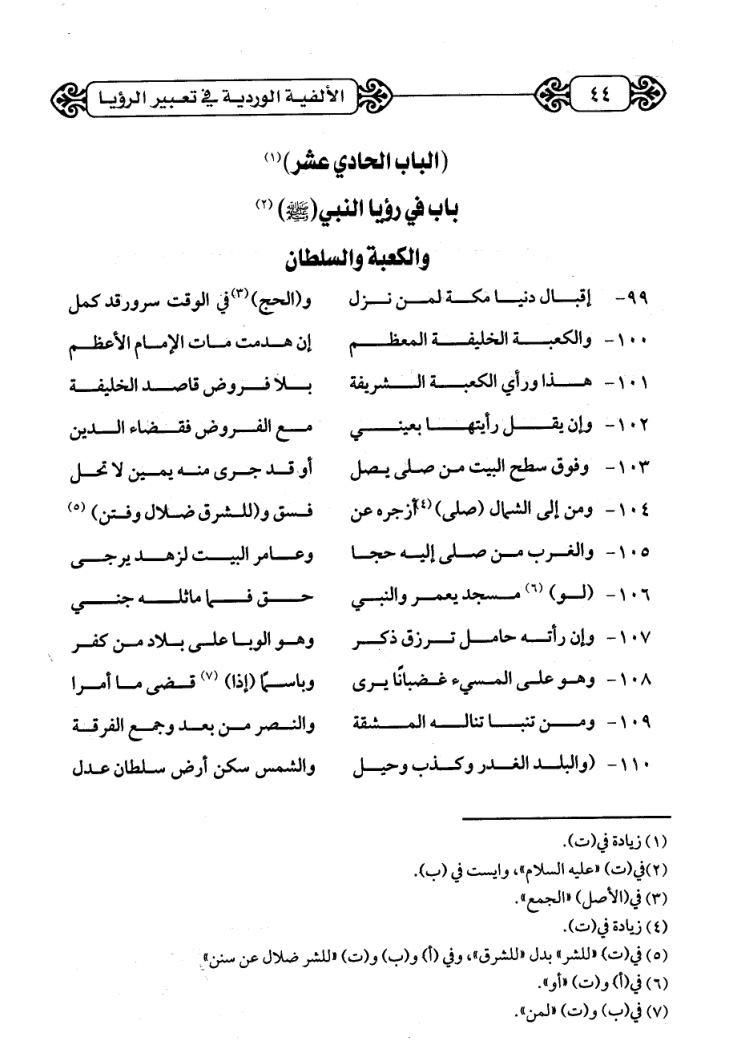 ٤٤ الألفية الوردية في تعبير الرؤيا
(الباب الحادي عشر)(١)
باب في رؤيا النبي(ﷺ) (٢)
والكعبة والسلطان
٩٩- إقبال دنيا مكة لمن نزل و(الحج)(٣)في الوقت سرور قد كمل
١٠٠- والكعبة الخليفة المعظم إن هدمت مات الإمام الأعظم
١٠١- هذا ورأي الكعبة الشريفة بلا فروض قاصد الخليفة
١٠٢- وإن يقل رأيتها بعيني مع الفروض فقضاء الدين
١٠٣- وفوق سطح البيت من صلى يصل أو قد جرى منه يمين لا تحل
١٠٤- ومن إلى الشمال (صلى)(٤)أزجره عن فسق و(للشرق ضلال وفتن) (٥)
١٠٥- والغرب من صلى إليه حجا وعامر البيت لزهد يرجى
١٠٦- (لو) (٦) مسجد يعمر والنبي حق فما ماثله جني
١٠٧- وإن رأته حامل ترزق ذكر وهو الوبا على بلاد من كفر
١٠٨- وهو على المسيء غضبانًا يرى وباسمًا (إذا) (٧) قضى ما أمرا
١٠٩- ومن تنبا تناله المشقة والنصر من بعد وجمع الفرقة
١١٠- (والبلد الغدر وكذب وحيل والشمس سكن أرض سلطان عدل
(١) زيادة في(ت).
(٢)في(ت) «عليه السلام»، وايست في (ب).
(٣) في(الأصل) «الجمع».
(٤) زيادة في(ت).
(٥) في(ت) «للشر» بدل «للشرق»، وفي (أ) و(ب) و(ت) «للشر ضلال عن سنن»
(٦) في(أ) و(ت) «أو».
(٧) في(ب) و(ت) «لمن».